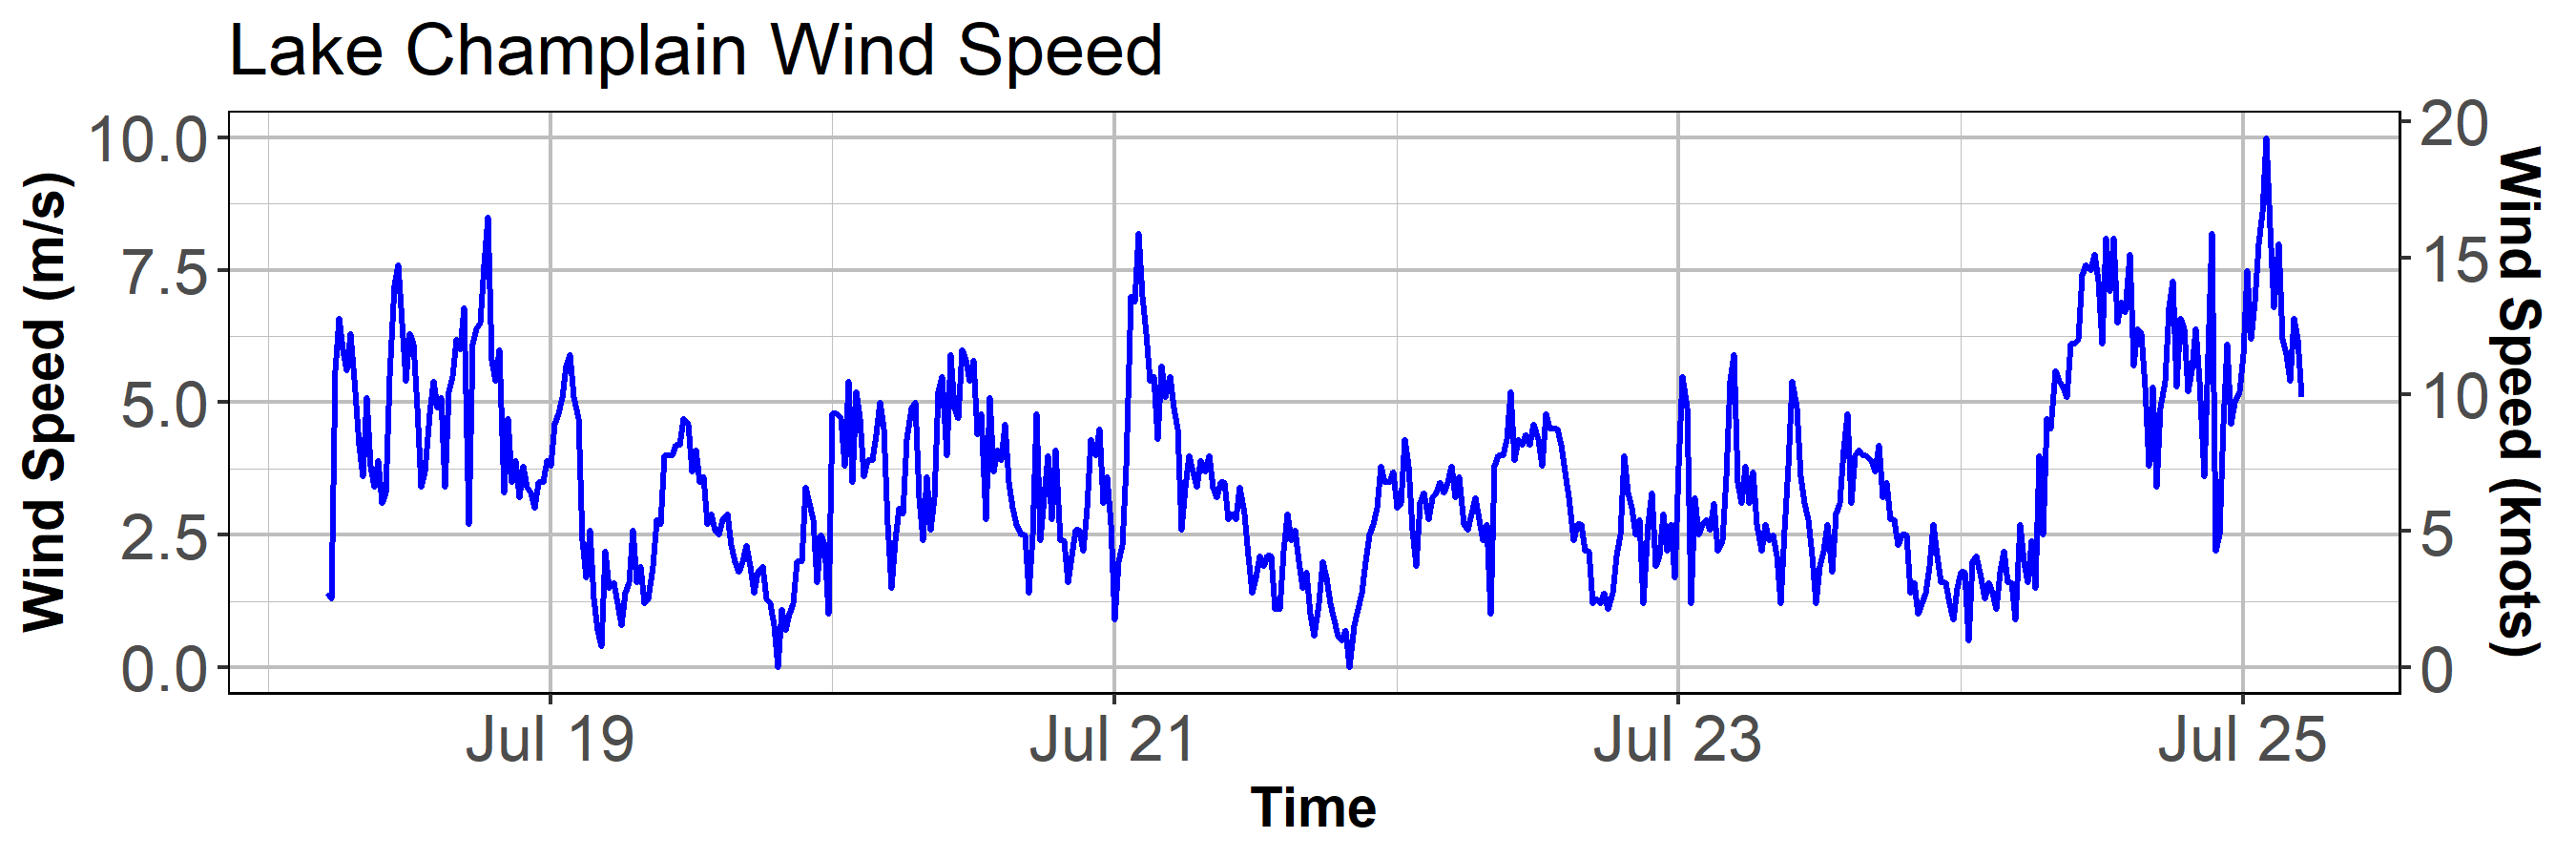 Lake Champlain Wind Speed
10.0
7.5
5.0
2.5
0.0
Wind Speed (m/s)
20
15
10
5
0
Wind Speed (knots)
Jul 19
Jul 21
Jul 23
Jul 25
Time